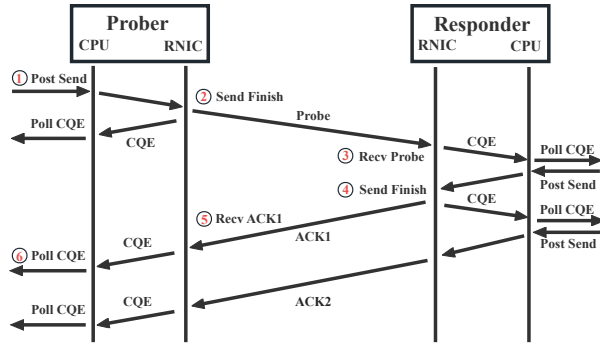 Prober
Responder
CPU
RNIC
RNIC
CPU
① Post Send
② Send Finish
Probe
Poll CQE
CQE
CQE
Poll CQE
③ Recv Probe
Post Send
④ Send Finish
CQE
Poll CQE
⑤ Recv ACK1
ACK1
Post Send
CQE
⑥ Poll CQE
CQE
ACK2
Poll CQE